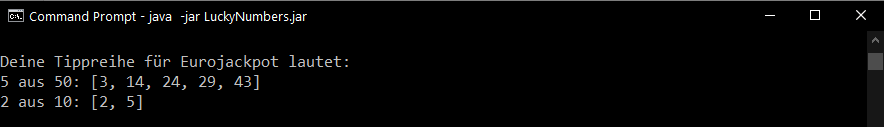 Command Prompt - java  -jar LuckyNumbers.jar
Deine Tippreihe für Eurojackpot lautet:
5 aus 50: [3, 14, 24, 29, 43]
2 aus 10: [2, 5]